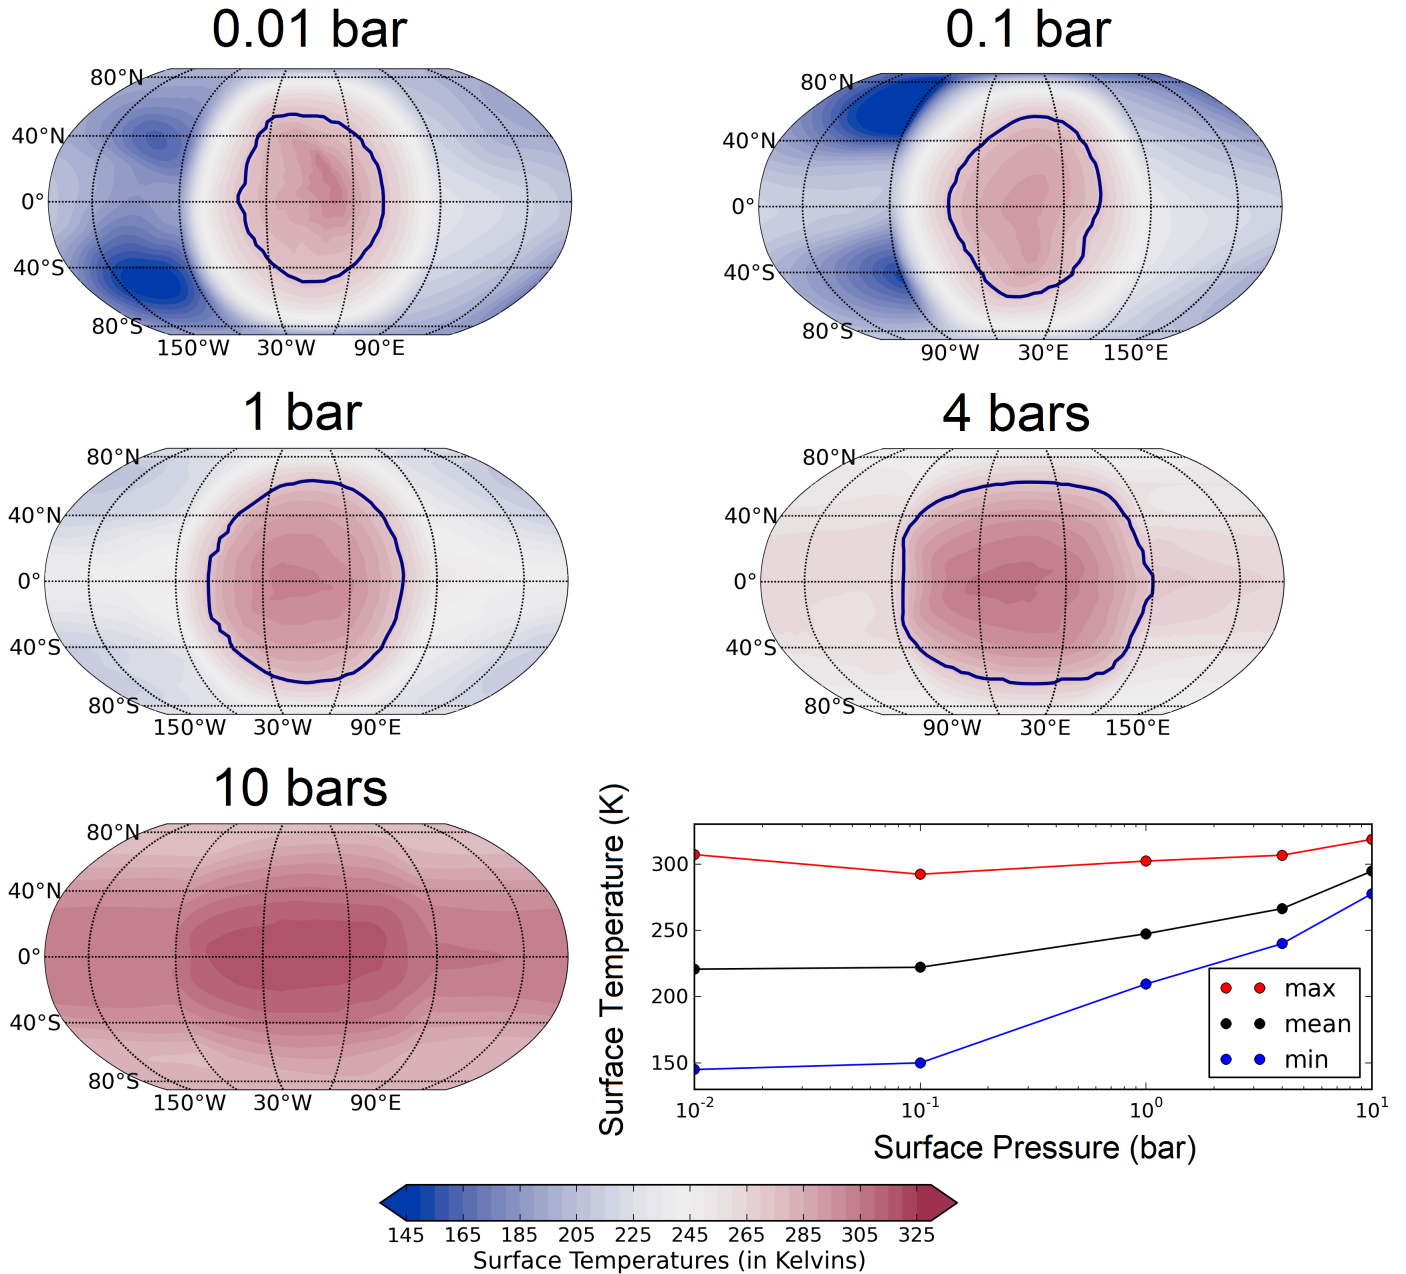 0.01 bar
80°N
40°N
0°
40°S
80°S
150°W 30°W 90°E
0.1 bar
80°N
40°N
0°
40°S
80°S
90°W 30°E 150°E
1 bar
80°N
40°N
0°
40°S
80°S
150°W 30°W 90°E
4 bars
80°N
40°N
0°
40°S
80°S
90°W 30°E 150°E
10 bars
80°N
40°N
0°
40°S
80°S
150°W 30°W 90°E
Surface Temperature (K)
300
250
200
150
10⁻² 10⁻¹ 10⁰ 10¹
Surface Pressure (bar)
max
mean
min
145 165 185 205 225 245 265 285 305 325
Surface Temperatures (in Kelvins)